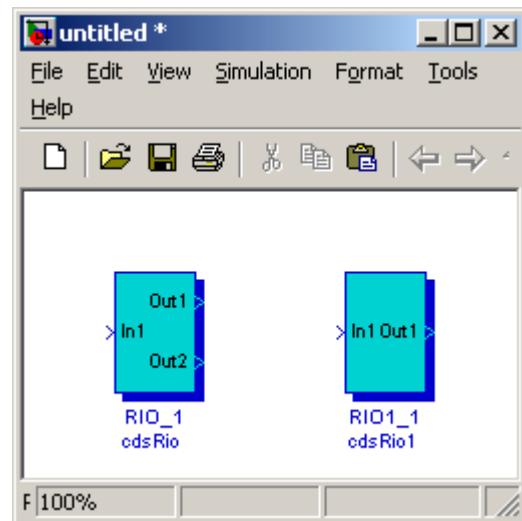 untitled *
File Edit View Simulation Format Tools
Help
Out1
In1
Out2
RIO_1
cdsRio
In1 Out1
RIO1_1
cdsRio1
F 100%